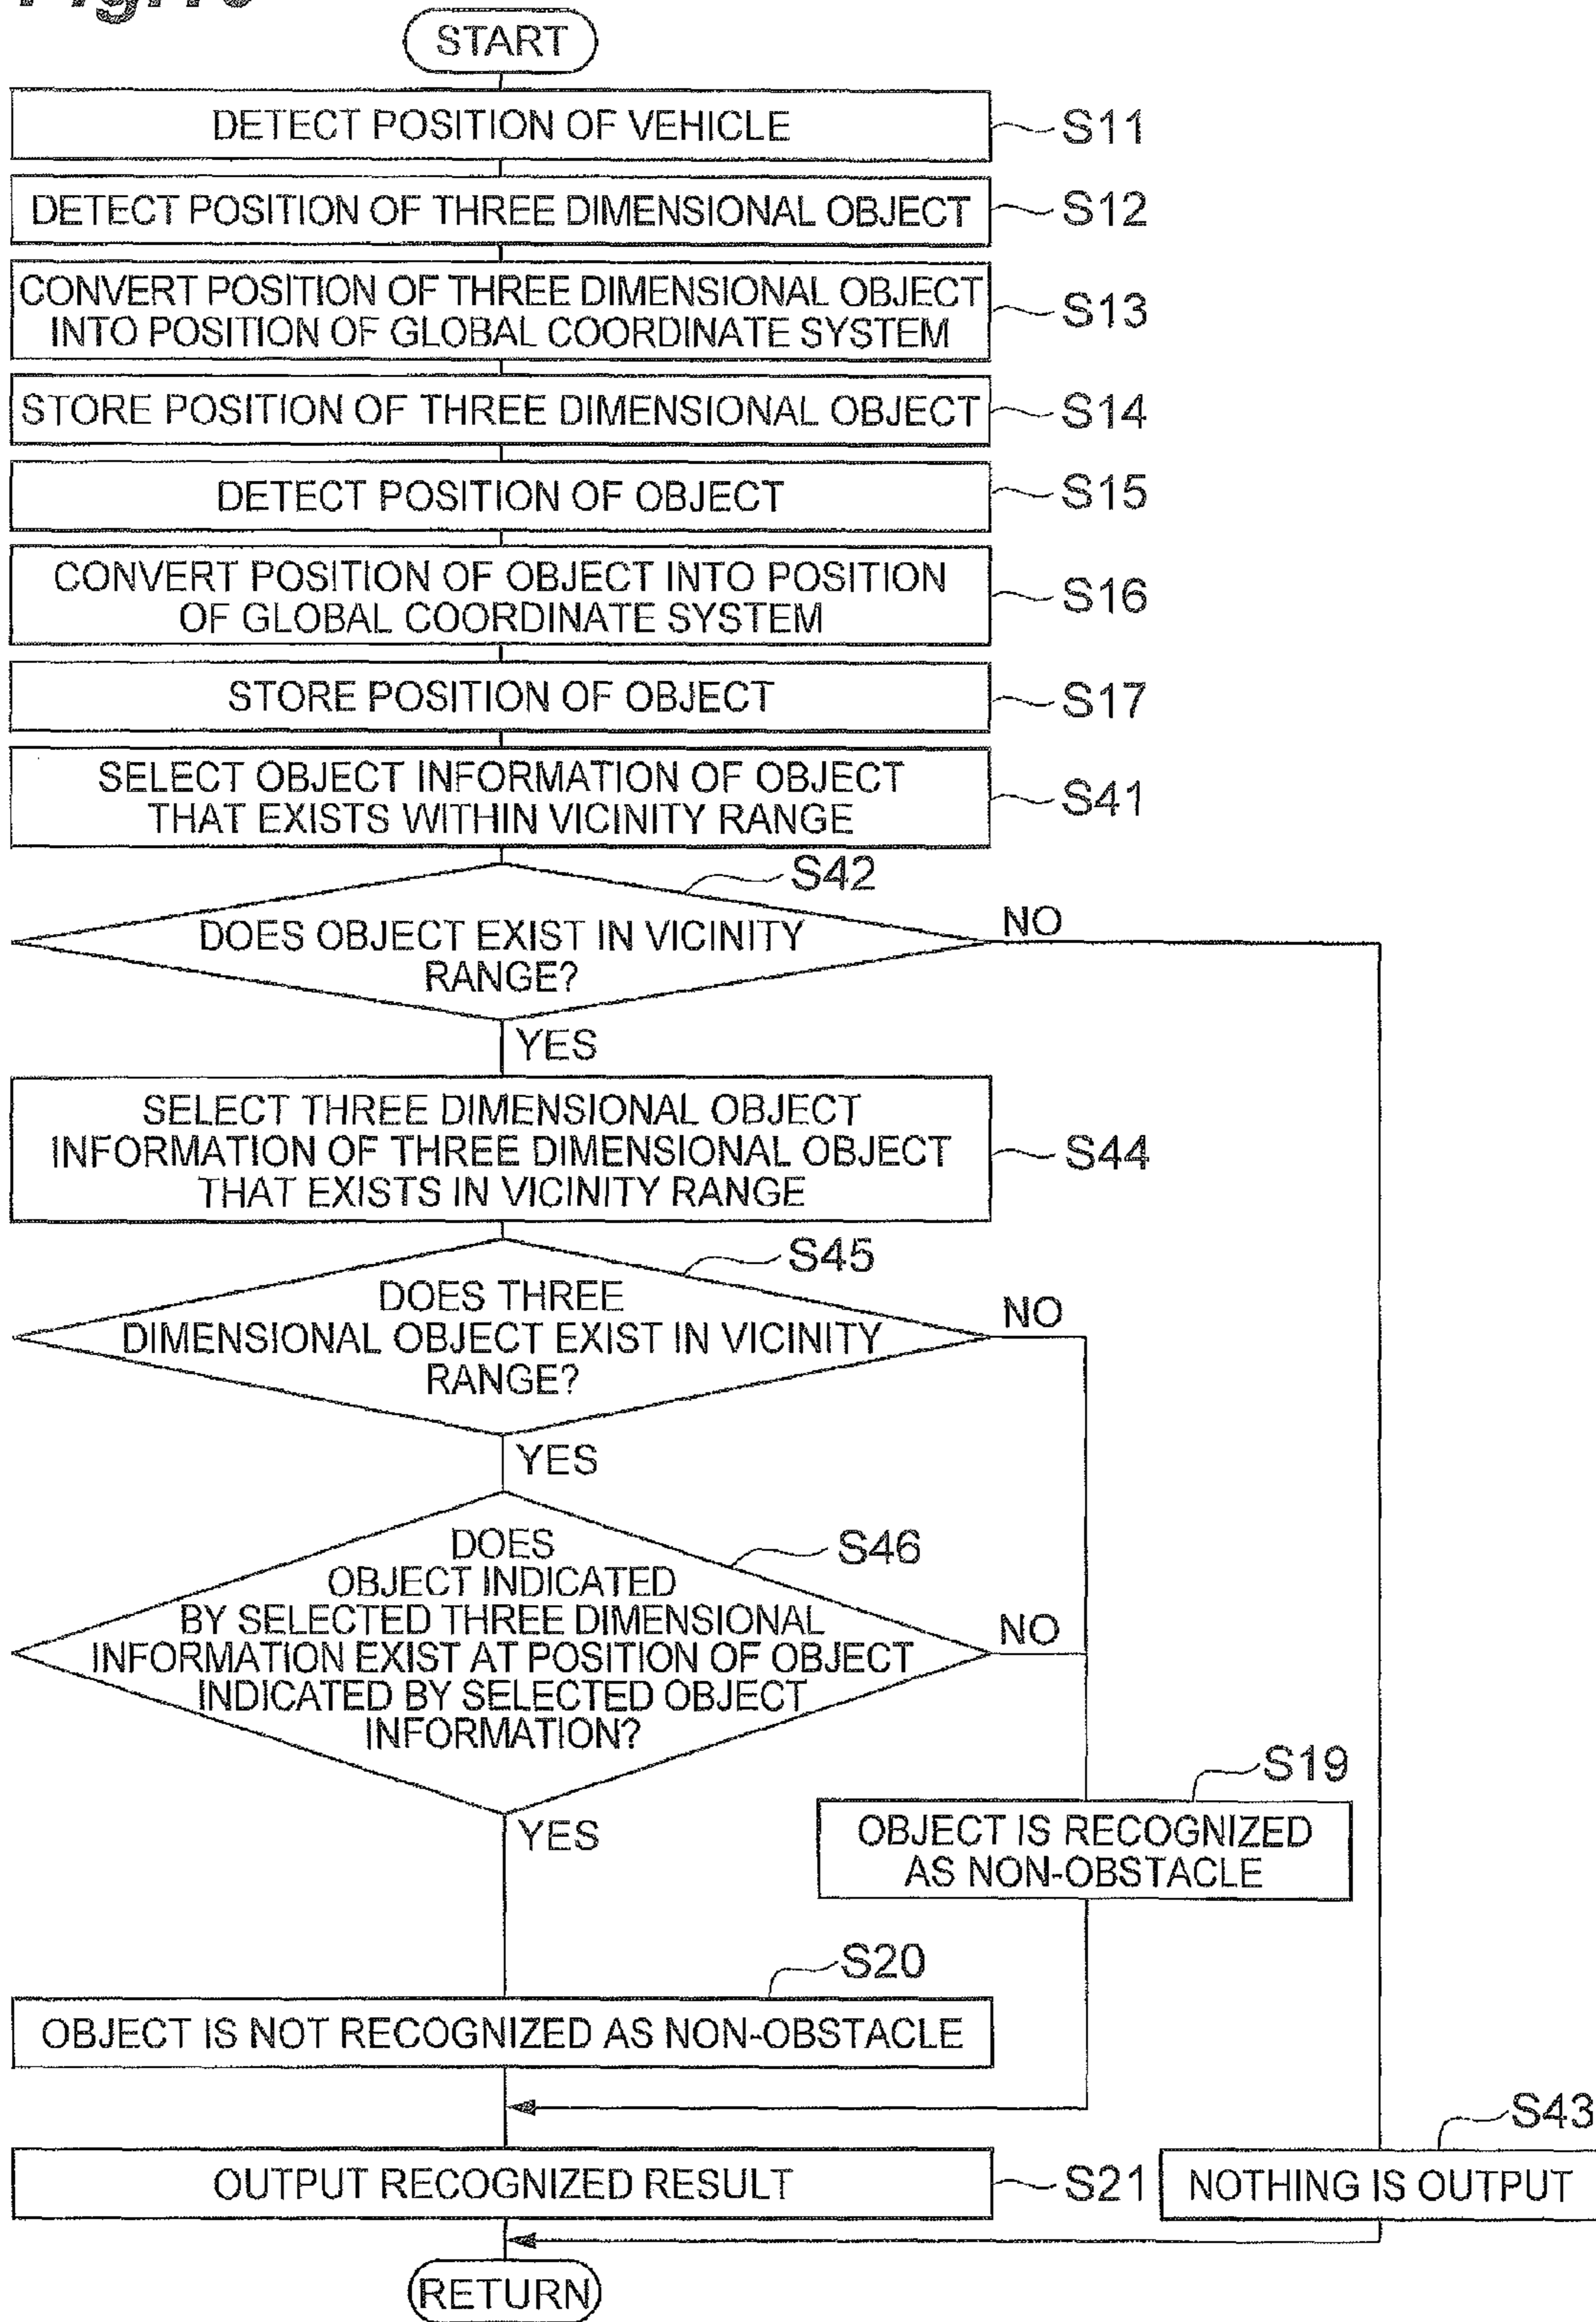 START
DETECT POSITION OF VEHICLE
S11
DETECT POSITION OF THREE DIMENSIONAL OBJECT
S12
CONVERT POSITION OF THREE DIMENSIONAL OBJECT
INTO POSITION OF GLOBAL COORDINATE SYSTEM
S13
STORE POSITION OF THREE DIMENSIONAL OBJECT
S14
DETECT POSITION OF OBJECT
S15
CONVERT POSITION OF OBJECT INTO POSITION
OF GLOBAL COORDINATE SYSTEM
S16
STORE POSITION OF OBJECT
S17
SELECT OBJECT INFORMATION OF OBJECT
THAT EXISTS WITHIN VICINITY RANGE
S41
S42
DOES OBJECT EXIST IN VICINITY
RANGE?
NO
YES
SELECT THREE DIMENSIONAL OBJECT
INFORMATION OF THREE DIMENSIONAL OBJECT
THAT EXISTS IN VICINITY RANGE
S44
S45
DOES THREE
DIMENSIONAL OBJECT EXIST IN VICINITY
RANGE?
NO
YES
S46
DOES
OBJECT INDICATED
BY SELECTED THREE DIMENSIONAL
INFORMATION EXIST AT POSITION OF OBJECT
INDICATED BY SELECTED OBJECT
INFORMATION?
NO
YES
S19
OBJECT IS RECOGNIZED
AS NON-OBSTACLE
S20
OBJECT IS NOT RECOGNIZED AS NON-OBSTACLE
S43
OUTPUT RECOGNIZED RESULT
S21
NOTHING IS OUTPUT
RETURN